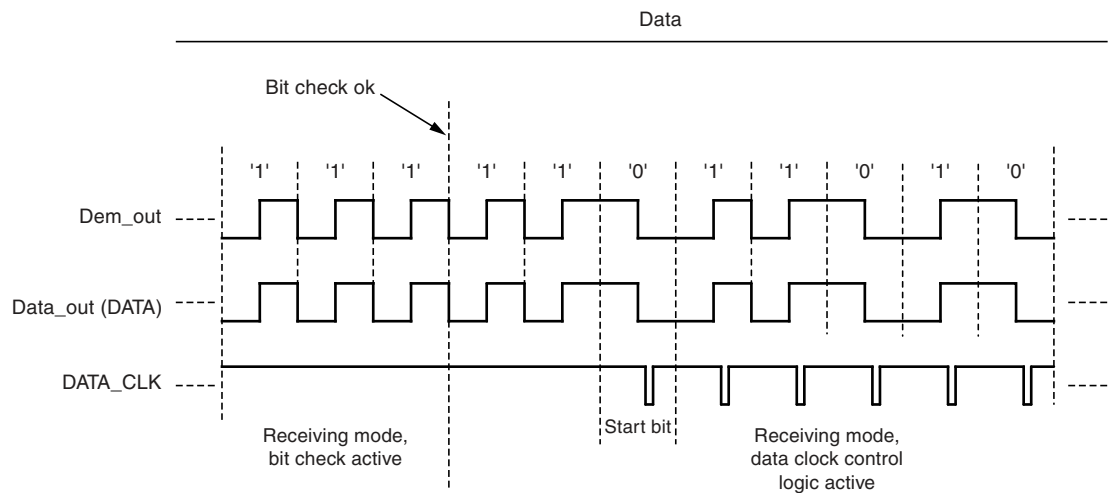 Data
Bit check ok
'1' '1' '1' '1' '1' '0' '1' '1' '0' '1' '0'
Dem_out
Data_out (DATA)
DATA_CLK
Start bit
Receiving mode,
bit check active
Receiving mode,
data clock control
logic active